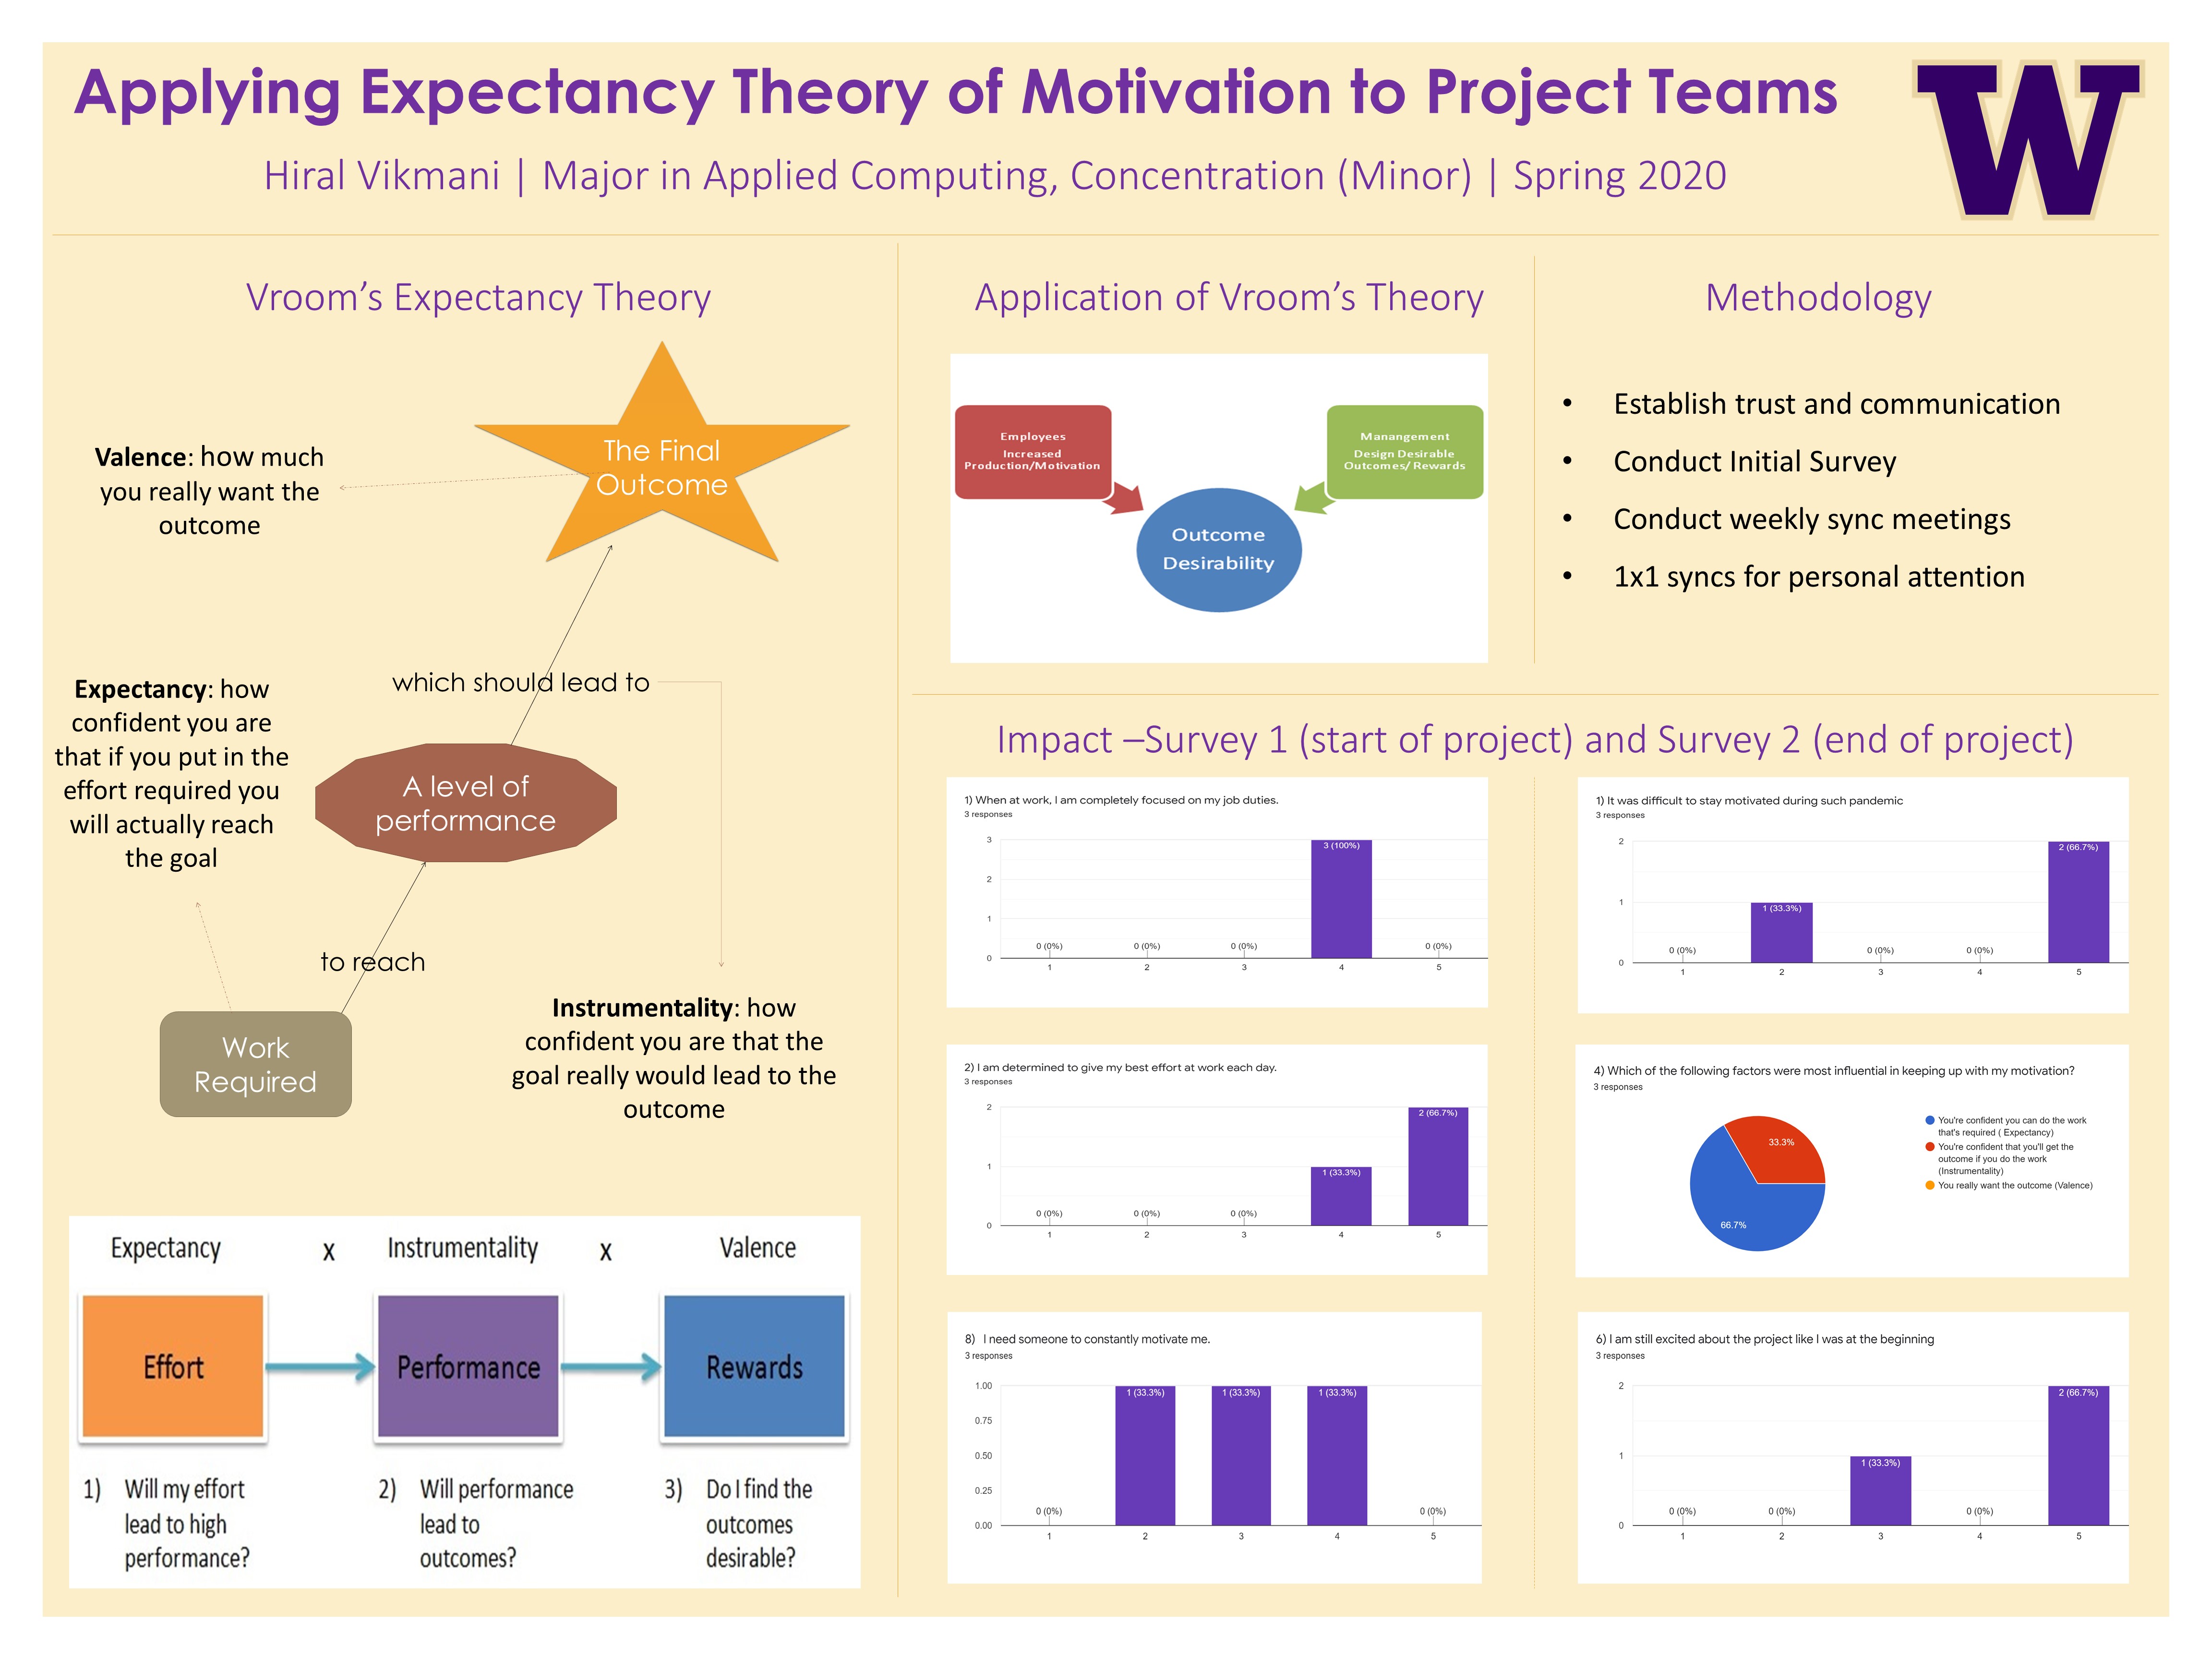 Applying Expectancy Theory of Motivation to Project Teams
W
Hiral Vikmani | Major in Applied Computing, Concentration (Minor) | Spring 2020
Vroom’s Expectancy Theory
The Final
Outcome
Valence: how much
you really want the
outcome
which should lead to
Expectancy: how
confident you are
that if you put in the
effort required you
will actually reach
the goal
A level of
performance
to reach
Work
Required
Instrumentality: how
confident you are that the
goal really would lead to the
outcome
Expectancy x Instrumentality x Valence
Effort
Performance
Rewards
1) Will my effort
lead to high
performance?
2) Will performance
lead to
outcomes?
3) Do I find the
outcomes
desirable?
Application of Vroom’s Theory
Employees
Increased
Production/Motivation
Manangement
Design Desirable
Outcomes/ Rewards
Outcome
Desirability
Methodology
• Establish trust and communication
• Conduct Initial Survey
• Conduct weekly sync meetings
• 1x1 syncs for personal attention
Impact –Survey 1 (start of project) and Survey 2 (end of project)
1) When at work, I am completely focused on my job duties.
3 responses
3
2
1
0
0 (0%) 0 (0%) 0 (0%) 3 (100%) 0 (0%)
1 2 3 4 5
2) I am determined to give my best effort at work each day.
3 responses
2
1
0
0 (0%) 0 (0%) 0 (0%) 1 (33.3%) 2 (66.7%)
1 2 3 4 5
8) I need someone to constantly motivate me.
3 responses
1.00
0.75
0.50
0.25
0.00
0 (0%) 1 (33.3%) 1 (33.3%) 1 (33.3%) 0 (0%)
1 2 3 4 5
1) It was difficult to stay motivated during such pandemic
3 responses
2
1
0
0 (0%) 1 (33.3%) 0 (0%) 0 (0%) 2 (66.7%)
1 2 3 4 5
4) Which of the following factors were most influential in keeping up with my motivation?
3 responses
33.3%
66.7%
You're confident you can do the work
that's required ( Expectancy)
You're confident that you'll get the
outcome if you do the work
(Instrumentality)
You really want the outcome (Valence)
6) I am still excited about the project like I was at the beginning
3 responses
2
1
0
0 (0%) 0 (0%) 1 (33.3%) 0 (0%) 2 (66.7%)
1 2 3 4 5